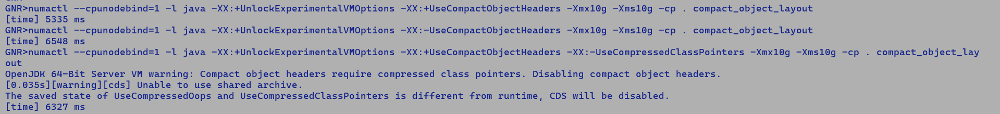 GNR>numactl --cpunodebind=1 -l java -XX:+UnlockExperimentalVMOptions -XX:+UseCompactObjectHeaders -Xmx10g -Xms10g -cp . compact_object_layout
[time] 5335 ms
GNR>numactl --cpunodebind=1 -l java -XX:+UnlockExperimentalVMOptions -XX:-UseCompactObjectHeaders -Xmx10g -Xms10g -cp . compact_object_layout
[time] 6548 ms
GNR>numactl --cpunodebind=1 -l java -XX:+UnlockExperimentalVMOptions -XX:+UseCompactObjectHeaders -XX:-UseCompressedClassPointers -Xmx10g -Xms10g -cp . compact_object_lay
out
OpenJDK 64-Bit Server VM warning: Compact object headers require compressed class pointers. Disabling compact object headers.
[0.035s][warning][cds] Unable to use shared archive.
The saved state of UseCompressedOops and UseCompressedClassPointers is different from runtime, CDS will be disabled.
[time] 6327 ms